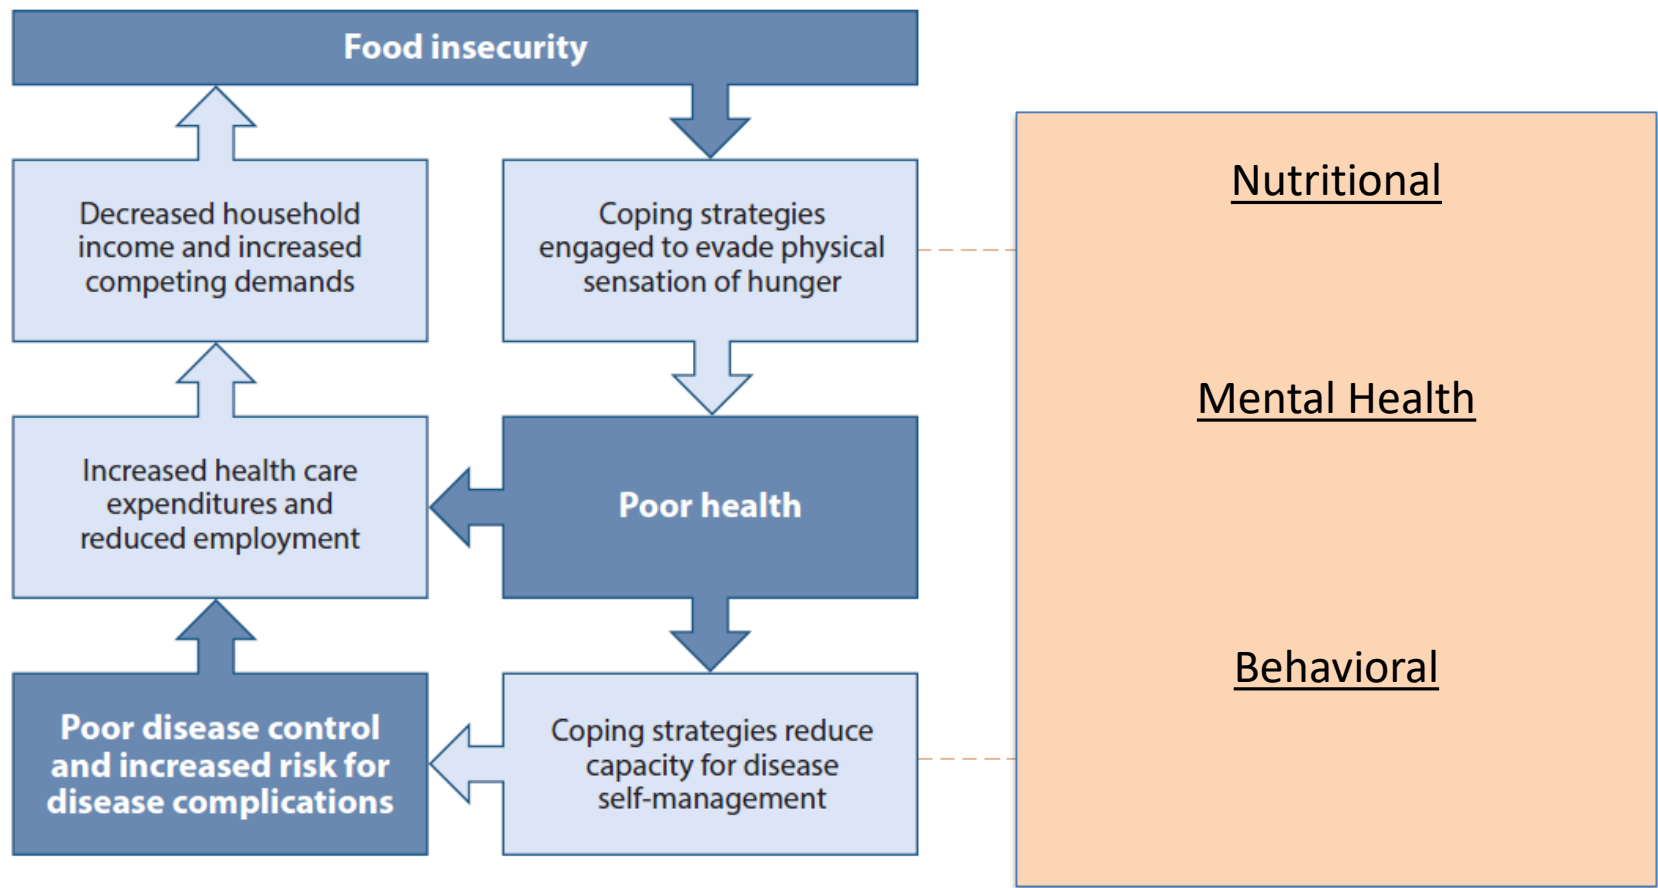 Food insecurity
Decreased household
income and increased
competing demands
Coping strategies
engaged to evade physical
sensation of hunger
Nutritional
Mental Health
Behavioral
Increased health care
expenditures and
reduced employment
Poor health
Poor disease control
and increased risk for
disease complications
Coping strategies reduce
capacity for disease
self-management